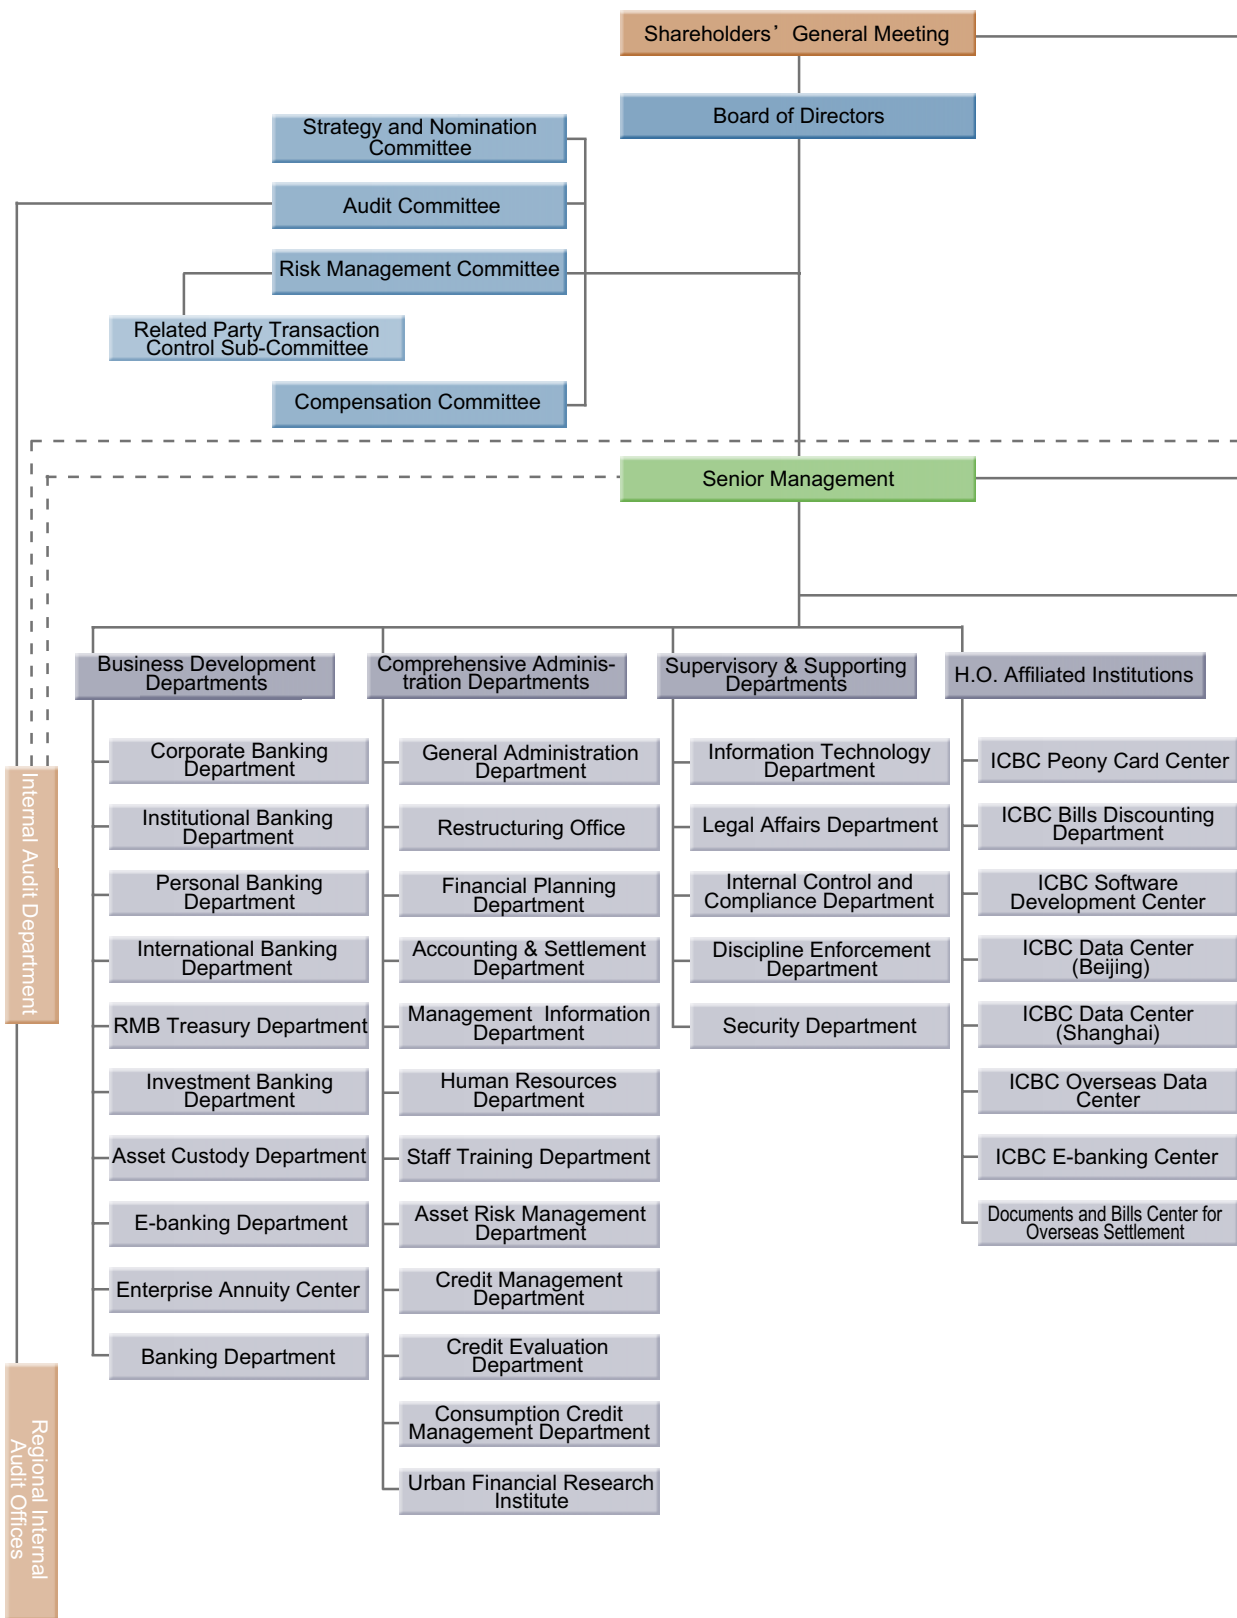 Shareholders’ General Meeting
Board of Directors
Strategy and Nomination
Committee
Audit Committee
Risk Management Committee
Related Party Transaction
Control Sub-Committee
Compensation Committee
Senior Management
Business Development
Departments
Corporate Banking
Department
Institutional Banking
Department
Personal Banking
Department
International Banking
Department
RMB Treasury Department
Investment Banking
Department
Asset Custody Department
E-banking Department
Enterprise Annuity Center
Banking Department
Comprehensive Adminis-
tration Departments
General Administration
Department
Restructuring Office
Financial Planning
Department
Accounting & Settlement
Department
Management Information
Department
Human Resources
Department
Staff Training Department
Asset Risk Management
Department
Credit Management
Department
Credit Evaluation
Department
Consumption Credit
Management Department
Urban Financial Research
Institute
Supervisory & Supporting
Departments
Information Technology
Department
Legal Affairs Department
Internal Control and
Compliance Department
Discipline Enforcement
Department
Security Department
H.O. Affiliated Institutions
ICBC Peony Card Center
ICBC Bills Discounting
Department
ICBC Software
Development Center
ICBC Data Center
(Beijing)
ICBC Data Center
(Shanghai)
ICBC Overseas Data
Center
ICBC E-banking Center
Documents and Bills Center for
Overseas Settlement
Internal Audit Department
Regional Internal
Audit Offices